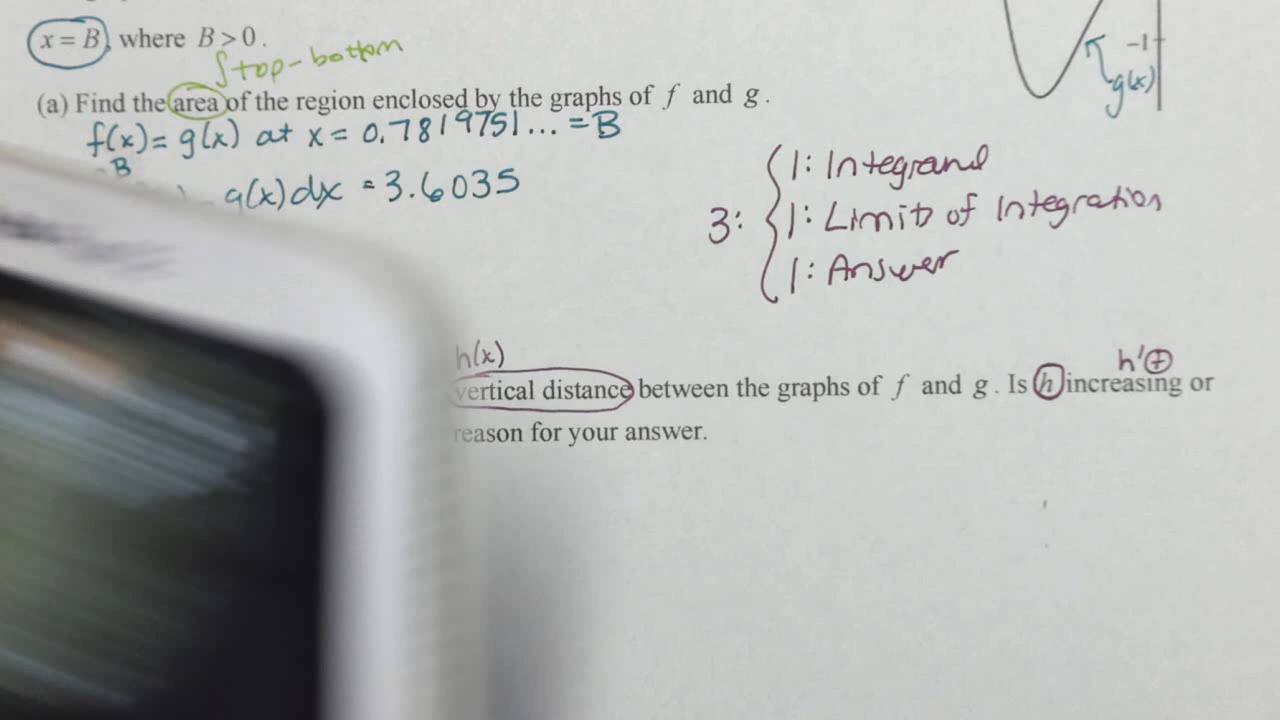 x = B, where B > 0.
∫ top - bottom
(a) Find the area of the region enclosed by the graphs of f and g.
f(x) = g(x) at x = 0.7819751... = B
B
g(x) dx = 3.6035
-1
g(x)
3: { 1: Integrand
1: Limit of Integration
1: Answer
h(x)
h' +
vertical distance between the graphs of f and g. Is h increasing or
reason for your answer.